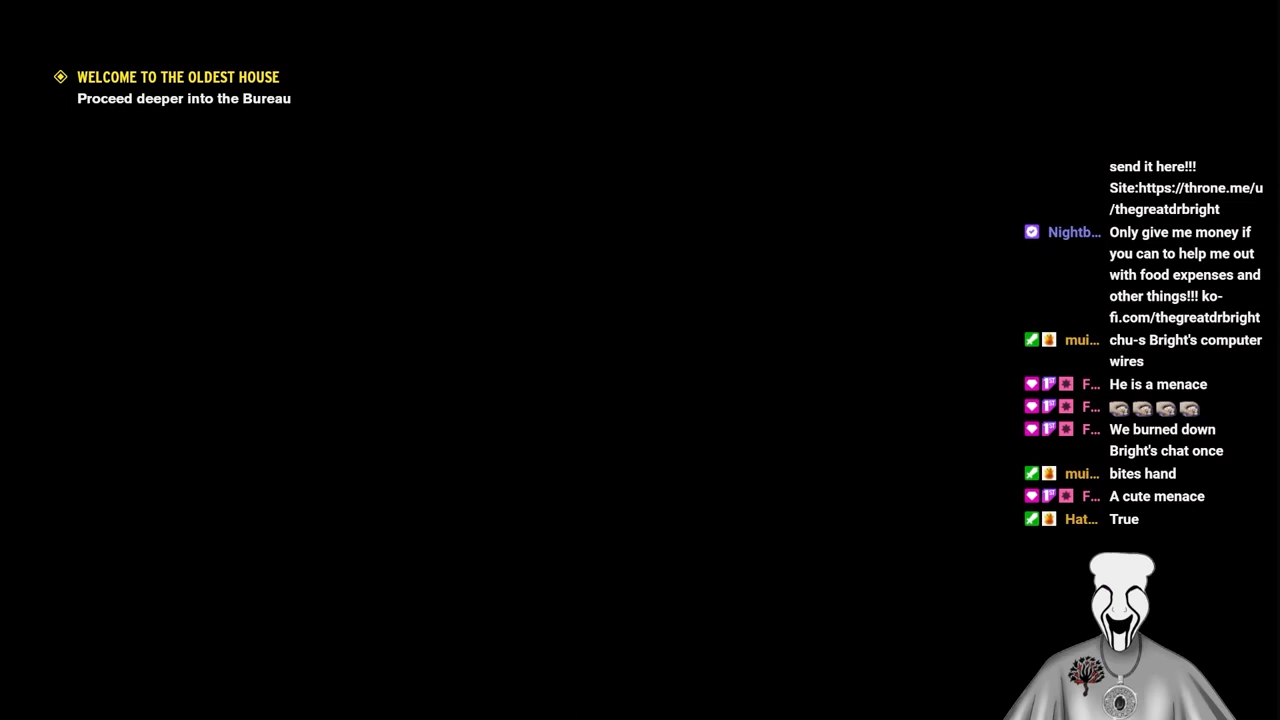 WELCOME TO THE OLDEST HOUSE
Proceed deeper into the Bureau
send it here!!!
Site:https://throne.me/u
/thegreatdrbright
Nightb... Only give me money if
you can to help me out
with food expenses and
other things!!! ko-
fi.com/thegreatdrbright
mui... chu-s Bright's computer
wires
F... He is a menace
F...
F... We burned down
Bright's chat once
mui... bites hand
F... A cute menace
Hat... True